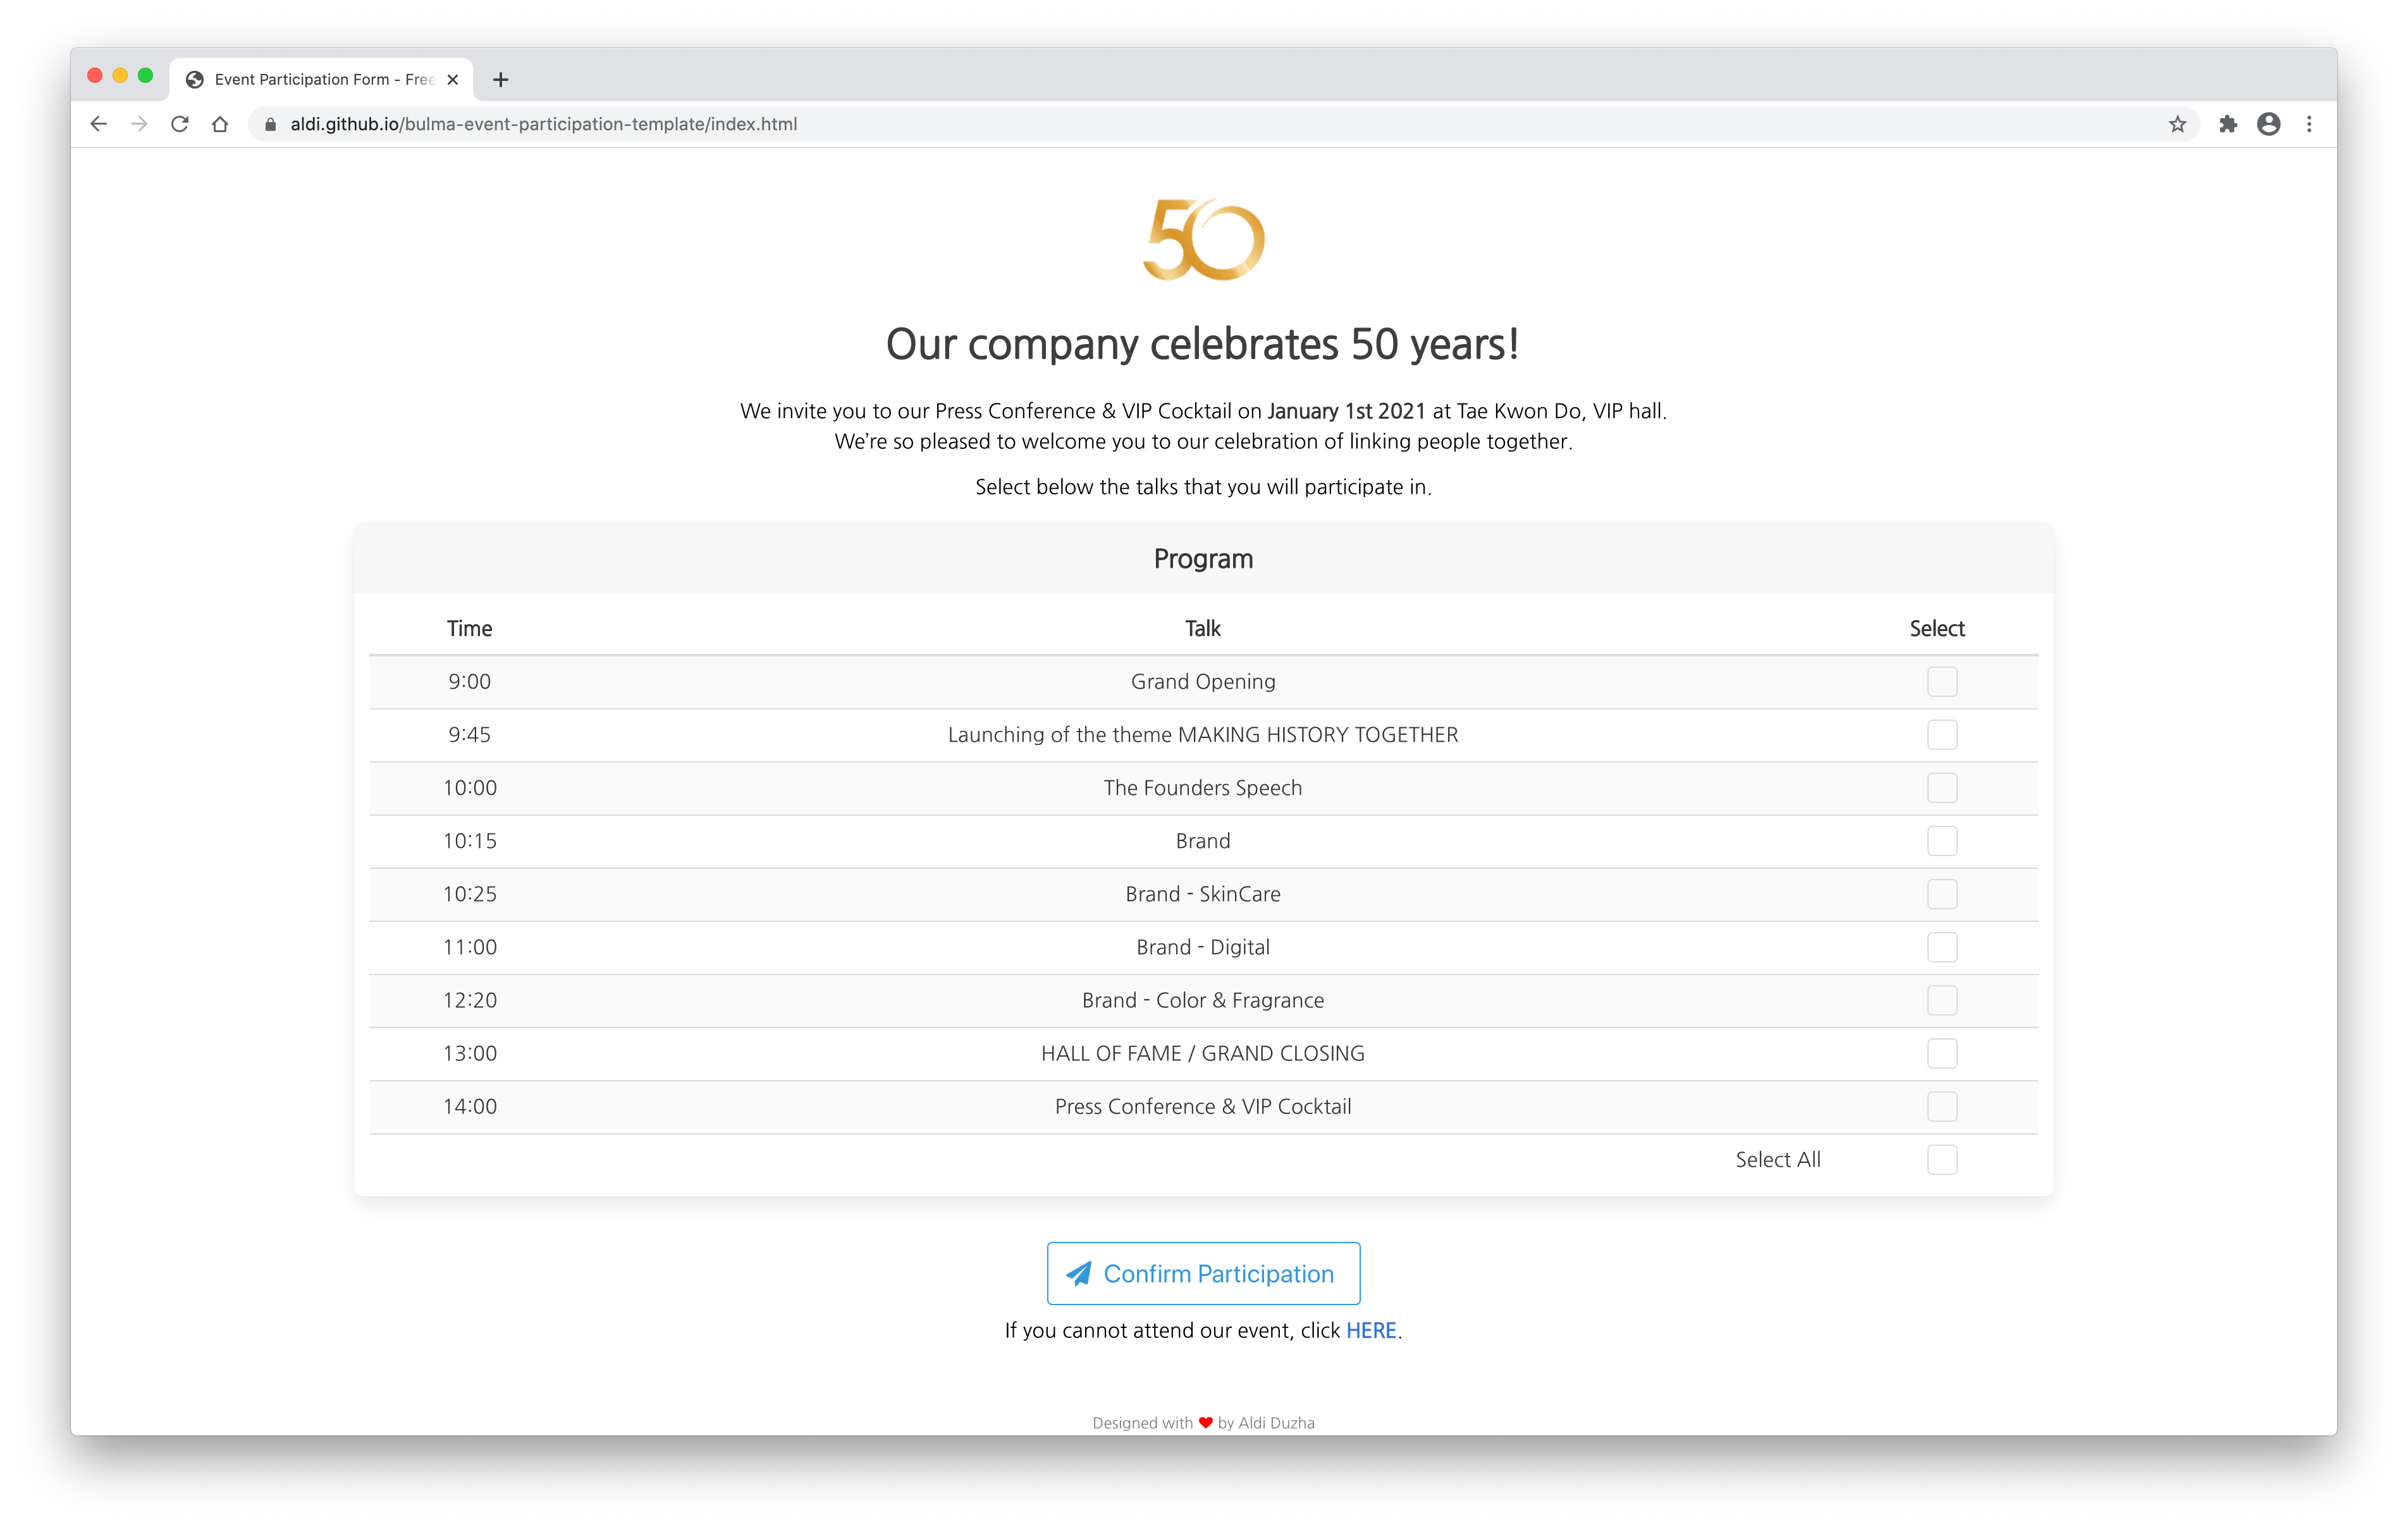 Event Participation Form - Free
aldi.github.io/bulma-event-participation-template/index.html
50
Our company celebrates 50 years!
We invite you to our Press Conference & VIP Cocktail on January 1st 2021 at Tae Kwon Do, VIP hall.
We're so pleased to welcome you to our celebration of linking people together.
Select below the talks that you will participate in.
Program
Time Talk Select
9:00 Grand Opening
9:45 Launching of the theme MAKING HISTORY TOGETHER
10:00 The Founders Speech
10:15 Brand
10:25 Brand - SkinCare
11:00 Brand - Digital
12:20 Brand - Color & Fragrance
13:00 HALL OF FAME / GRAND CLOSING
14:00 Press Conference & VIP Cocktail
Select All
Confirm Participation
If you cannot attend our event, click HERE.
Designed with ❤ by Aldi Duzha